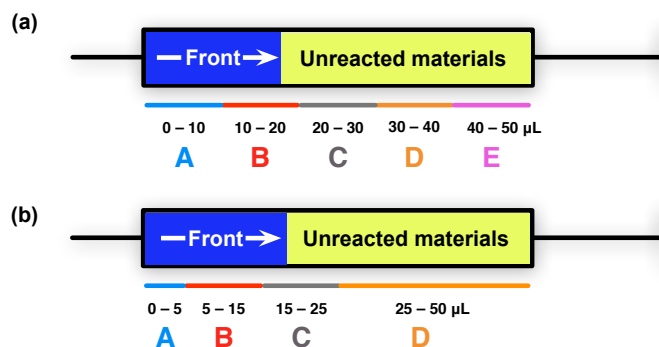 (a)
Front Unreacted materials
0 – 10 10 – 20 20 – 30 30 – 40 40 – 50 µL
A B C D E
(b)
Front Unreacted materials
0 – 5 5 – 15 15 – 25 25 – 50 µL
A B C D